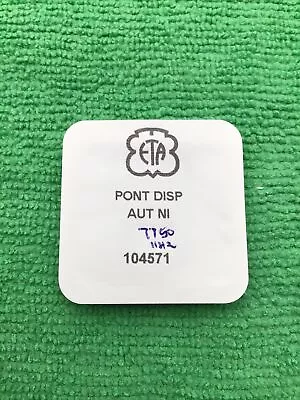 ETA
PONT DISP
AUT NI
7750
1142
104571